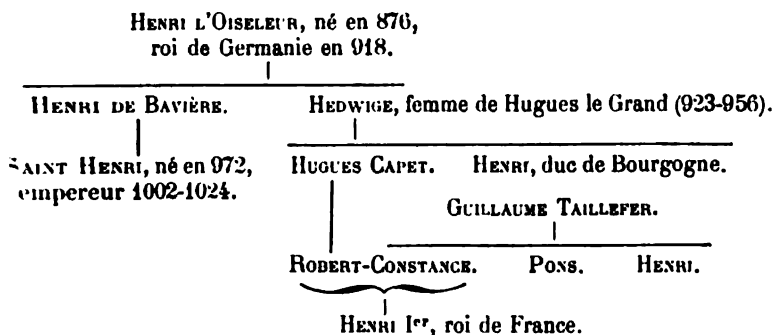 HENRI L'OISELEUR, né en 876,
roi de Germanie en 918.
HENRI DE BAVIÈRE. HEDWIGE, femme de Hugues le Grand (923-956).
SAINT HENRI, né en 972, HUGUES CAPET. HENRI, duc de Bourgogne.
empereur 1002-1024.
GUILLAUME TAILLEFER.
ROBERT-CONSTANCE. PONS. HENRI.
HENRI Iᵉʳ, roi de France.